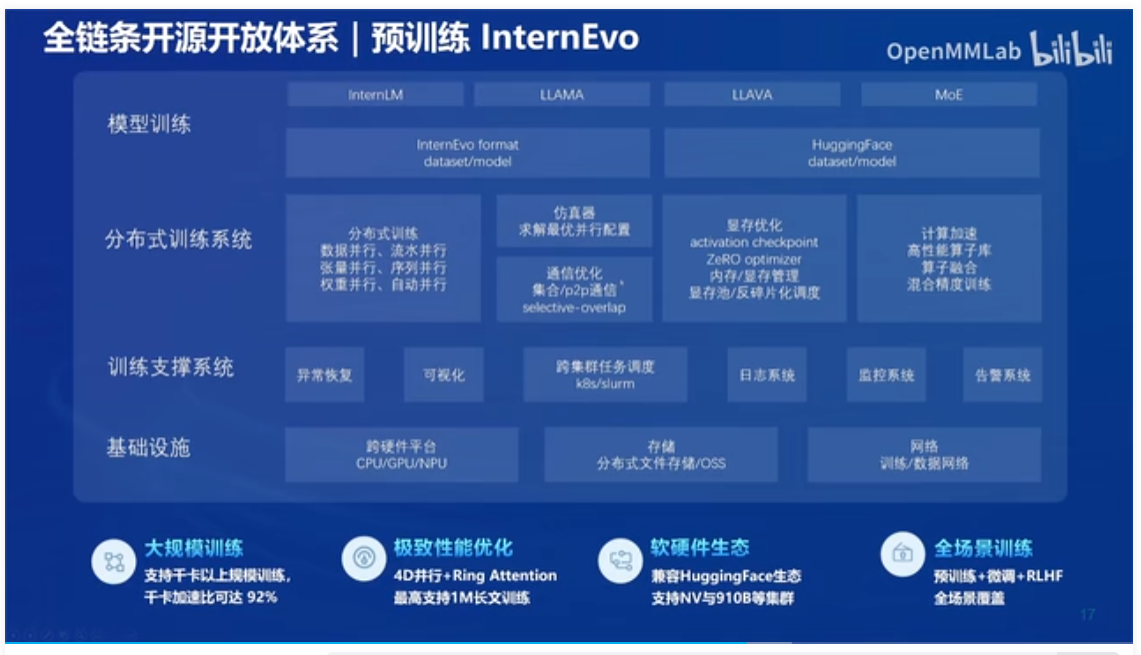 全链条开源开放体系 | 预训练 InternEvo
OpenMMLab bilibili
模型训练
InternLM
LLAMA
LLAVA
MoE
InternEvo format
dataset/model
HuggingFace
dataset/model
分布式训练系统
分布式训练
数据并行、流水并行
张量并行、序列并行
权重并行、自动并行
仿真器
求解最优并行配置
通信优化
集合/p2p通信
selective-overlap
显存优化
activation checkpoint
ZeRO optimizer
内存/显存管理
显存池/反碎片化调度
计算加速
高性能算子库
算子融合
混合精度训练
训练支撑系统
异常恢复
可视化
跨集群任务调度
k8s/slurm
日志系统
监控系统
告警系统
基础设施
跨硬件平台
CPU/GPU/NPU
存储
分布式文件存储/OSS
网络
训练/数据网络
大规模训练
支持千卡以上规模训练,
千卡加速比可达 92%
极致性能优化
4D并行+Ring Attention
最高支持1M长文训练
软硬件生态
兼容HuggingFace生态
支持NV与910B等集群
全场景训练
预训练+微调+RLHF
全场景覆盖
17